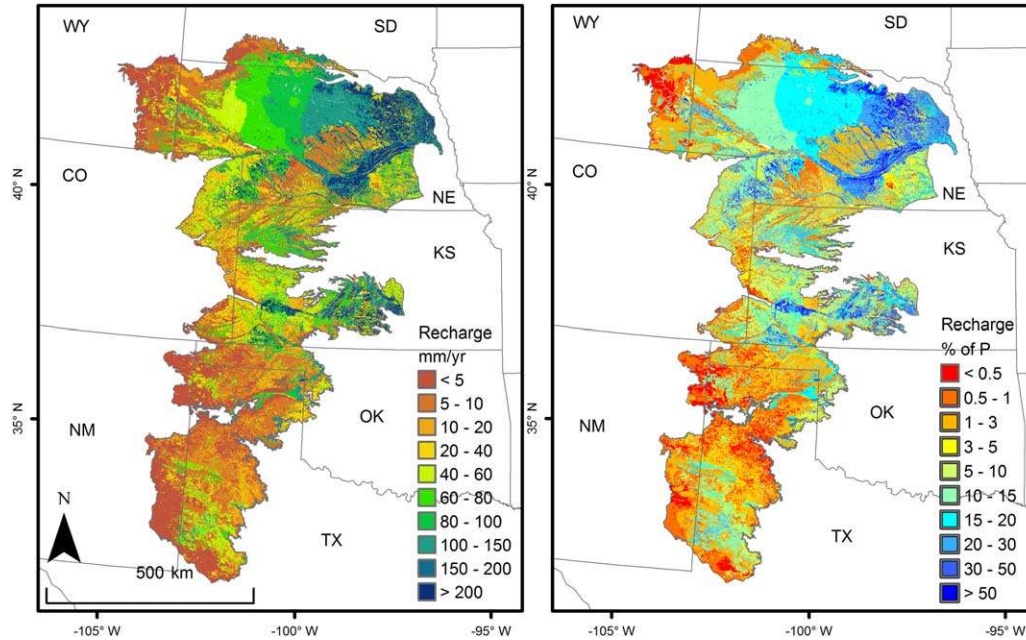 WY
SD
CO
40° N
NE
KS
Recharge
mm/yr
< 5
5 - 10
10 - 20
20 - 40
40 - 60
60 - 80
80 - 100
100 - 150
150 - 200
> 200
35° N
NM
OK
TX
N
500 km
-105° W
-100° W
-95° W
WY
SD
CO
NE
KS
Recharge
% of P
< 0.5
0.5 - 1
1 - 3
3 - 5
5 - 10
10 - 15
15 - 20
20 - 30
30 - 50
> 50
40° N
35° N
NM
OK
TX
-105° W
-100° W
-95° W